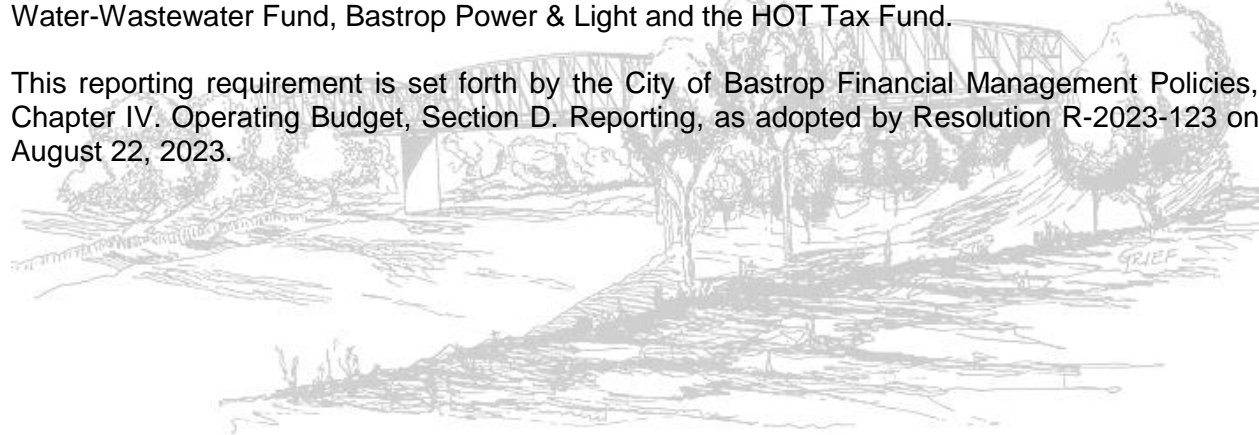 Water-Wastewater Fund, Bastrop Power & Light and the HOT Tax Fund.
This reporting requirement is set forth by the City of Bastrop Financial Management Policies,
Chapter IV. Operating Budget, Section D. Reporting, as adopted by Resolution R-2023-123 on
August 22, 2023.
GRIEF